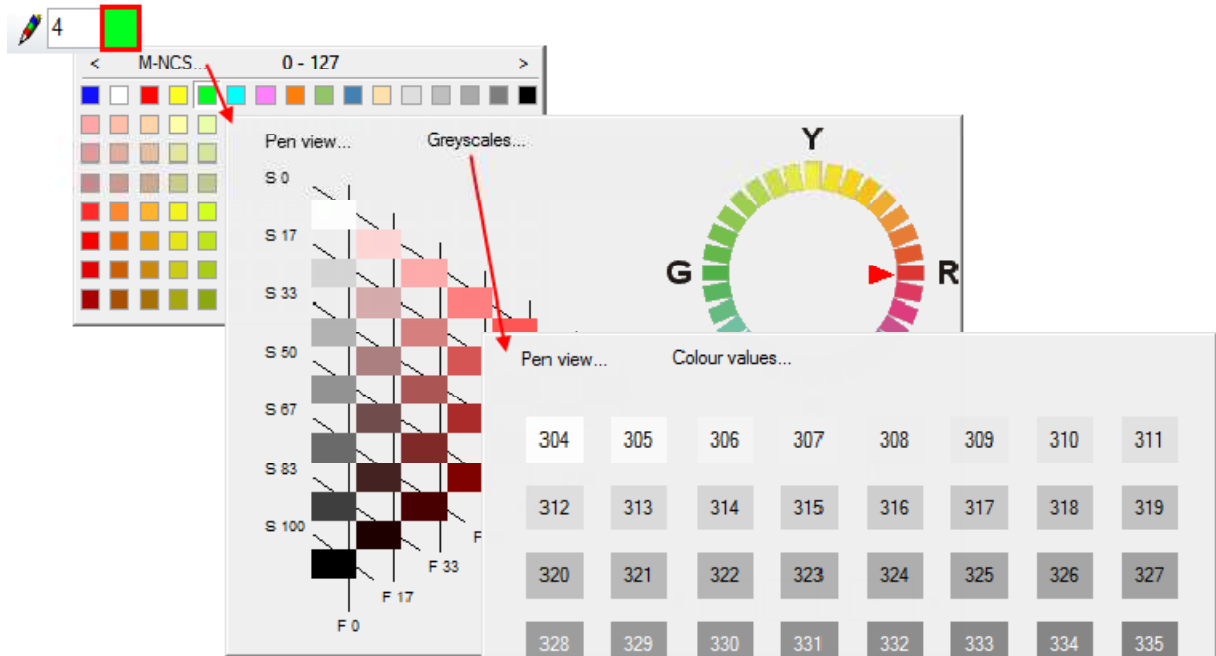 4
< M-NCS... 0 - 127 >
Pen view... Greyscales...
Y
S 0
S 17
G R
S 33
S 50
Pen view... Colour values...
S 67
304 305 306 307 308 309 310 311
S 83
312 313 314 315 316 317 318 319
S 100
F
F 33
320 321 322 323 324 325 326 327
F 17
F 0
328 329 330 331 332 333 334 335